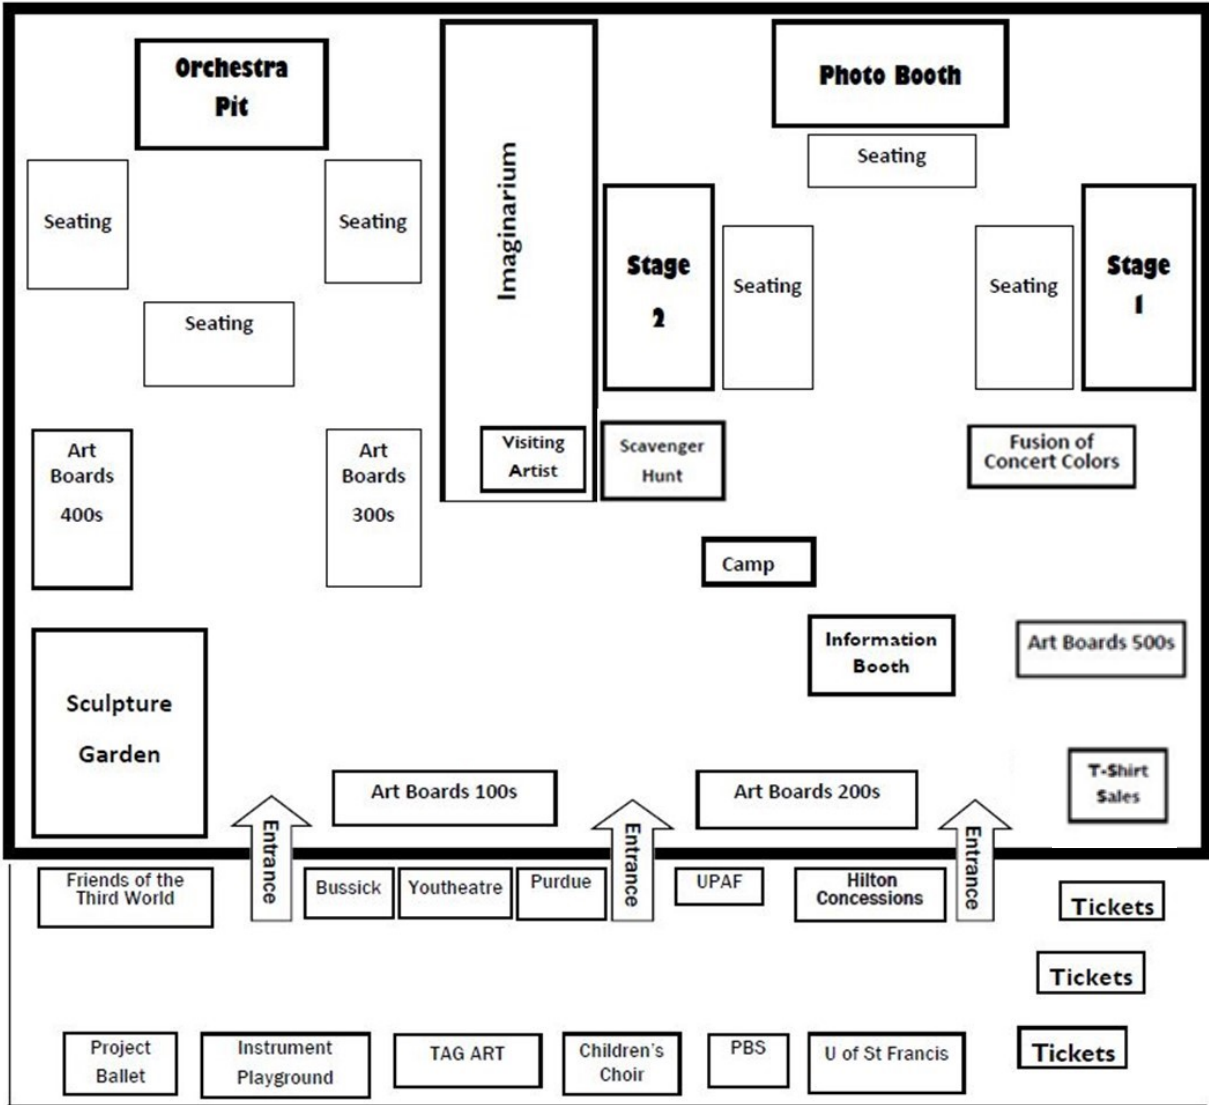 Orchestra
Pit
Photo Booth
Seating
Seating
Seating
Imaginarium
Stage
2
Seating
Seating
Stage
1
Seating
Art
Boards
400s
Art
Boards
300s
Visiting
Artist
Scavenger
Hunt
Fusion of
Concert Colors
Camp
Information
Booth
Art Boards 500s
Sculpture
Garden
Art Boards 100s
Art Boards 200s
T-Shirt
Sales
Entrance
Entrance
Entrance
Friends of the
Third World
Bussick
Youtheatre
Purdue
UPAF
Hilton
Concessions
Tickets
Tickets
Project
Ballet
Instrument
Playground
TAG ART
Children's
Choir
PBS
U of St Francis
Tickets